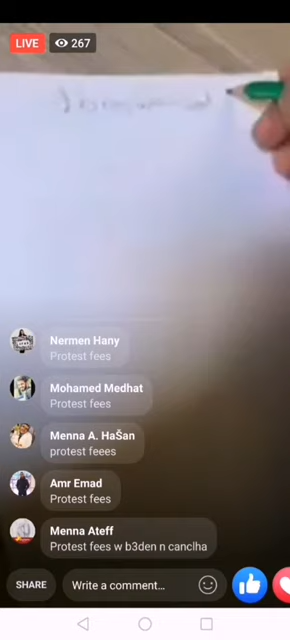 LIVE 267
Nermen Hany
Protest fees
Mohamed Medhat
Protest fees
Menna A. HaŠan
protest feees
Amr Emad
Protest fees
Menna Ateff
Protest fees w b3den n canclha
SHARE
Write a comment...